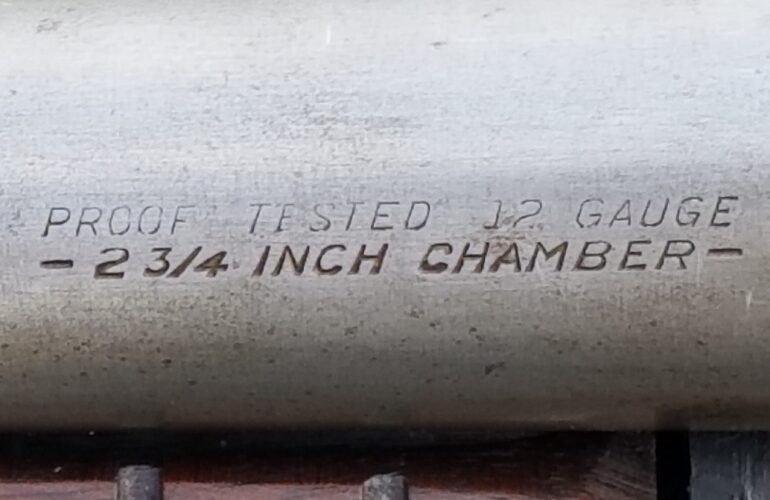 PROOF TESTED 12 GAUGE
- 2 3/4 INCH CHAMBER -